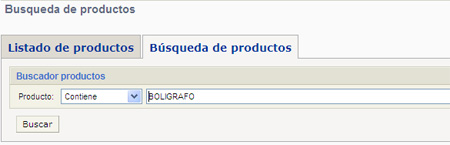 Busqueda de productos
Listado de productos Búsqueda de productos
Buscador productos
Producto: Contiene BOLIGRAFO
Buscar